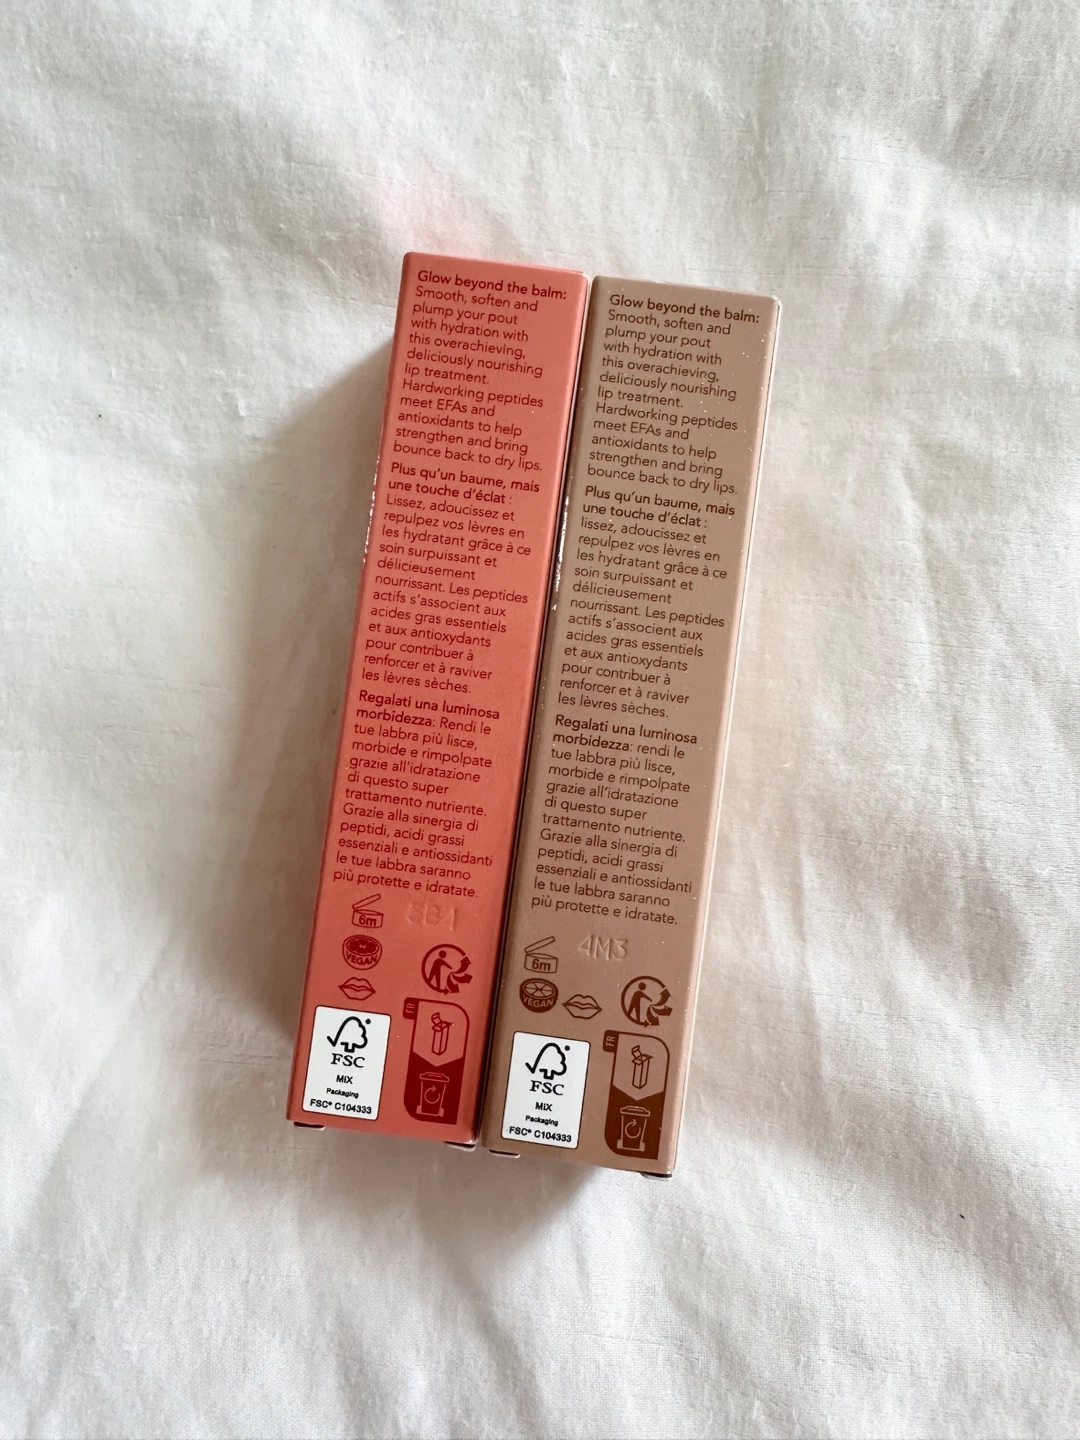 Glow beyond the balm:
Smooth, soften and
plump your pout
with hydration with
this overachieving,
deliciously nourishing
lip treatment.
Hardworking peptides
meet EFAs and
antioxidants to help
strengthen and bring
bounce back to dry lips.
Plus qu'un baume, mais
une touche d'éclat :
Lissez, adoucissez et
repulpez vos lèvres en
les hydratant grâce à ce
soin surpuissant et
délicieusement
nourrissant. Les peptides
actifs s'associent aux
acides gras essentiels
et aux antioxydants
pour contribuer à
renforcer et à raviver
les lèvres sèches.
Regalati una luminosa
morbidezza: Rendi le
tue labbra più lisce,
morbide e rimpolpate
grazie all'idratazione
di questo super
trattamento nutriente.
Grazie alla sinergia di
peptidi, acidi grassi
essenziali e antiossidanti
le tue labbra saranno
più protette e idratate.
6m
VEGAN
FR
FSC
MIX
Packaging
FSC® C104333
Glow beyond the balm:
Smooth, soften and
plump your pout
with hydration with
this overachieving,
deliciously nourishing
lip treatment.
Hardworking peptides
meet EFAs and
antioxidants to help
strengthen and bring
bounce back to dry lips.
Plus qu'un baume, mais
une touche d'éclat :
lissez, adoucissez et
repulpez vos lèvres en
les hydratant grâce à ce
soin surpuissant et
délicieusement
nourrissant. Les peptides
actifs s'associent aux
acides gras essentiels
et aux antioxydants
pour contribuer à
renforcer et à raviver
les lèvres sèches.
Regalati una luminosa
morbidezza: rendi le
tue labbra più lisce,
morbide e rimpolpate
grazie all'idratazione
di questo super
trattamento nutriente.
Grazie alla sinergia di
peptidi, acidi grassi
essenziali e antiossidanti
le tue labbra saranno
più protette e idratate.
4M3
6m
VEGAN
FR
FSC
MIX
Packaging
FSC® C104333